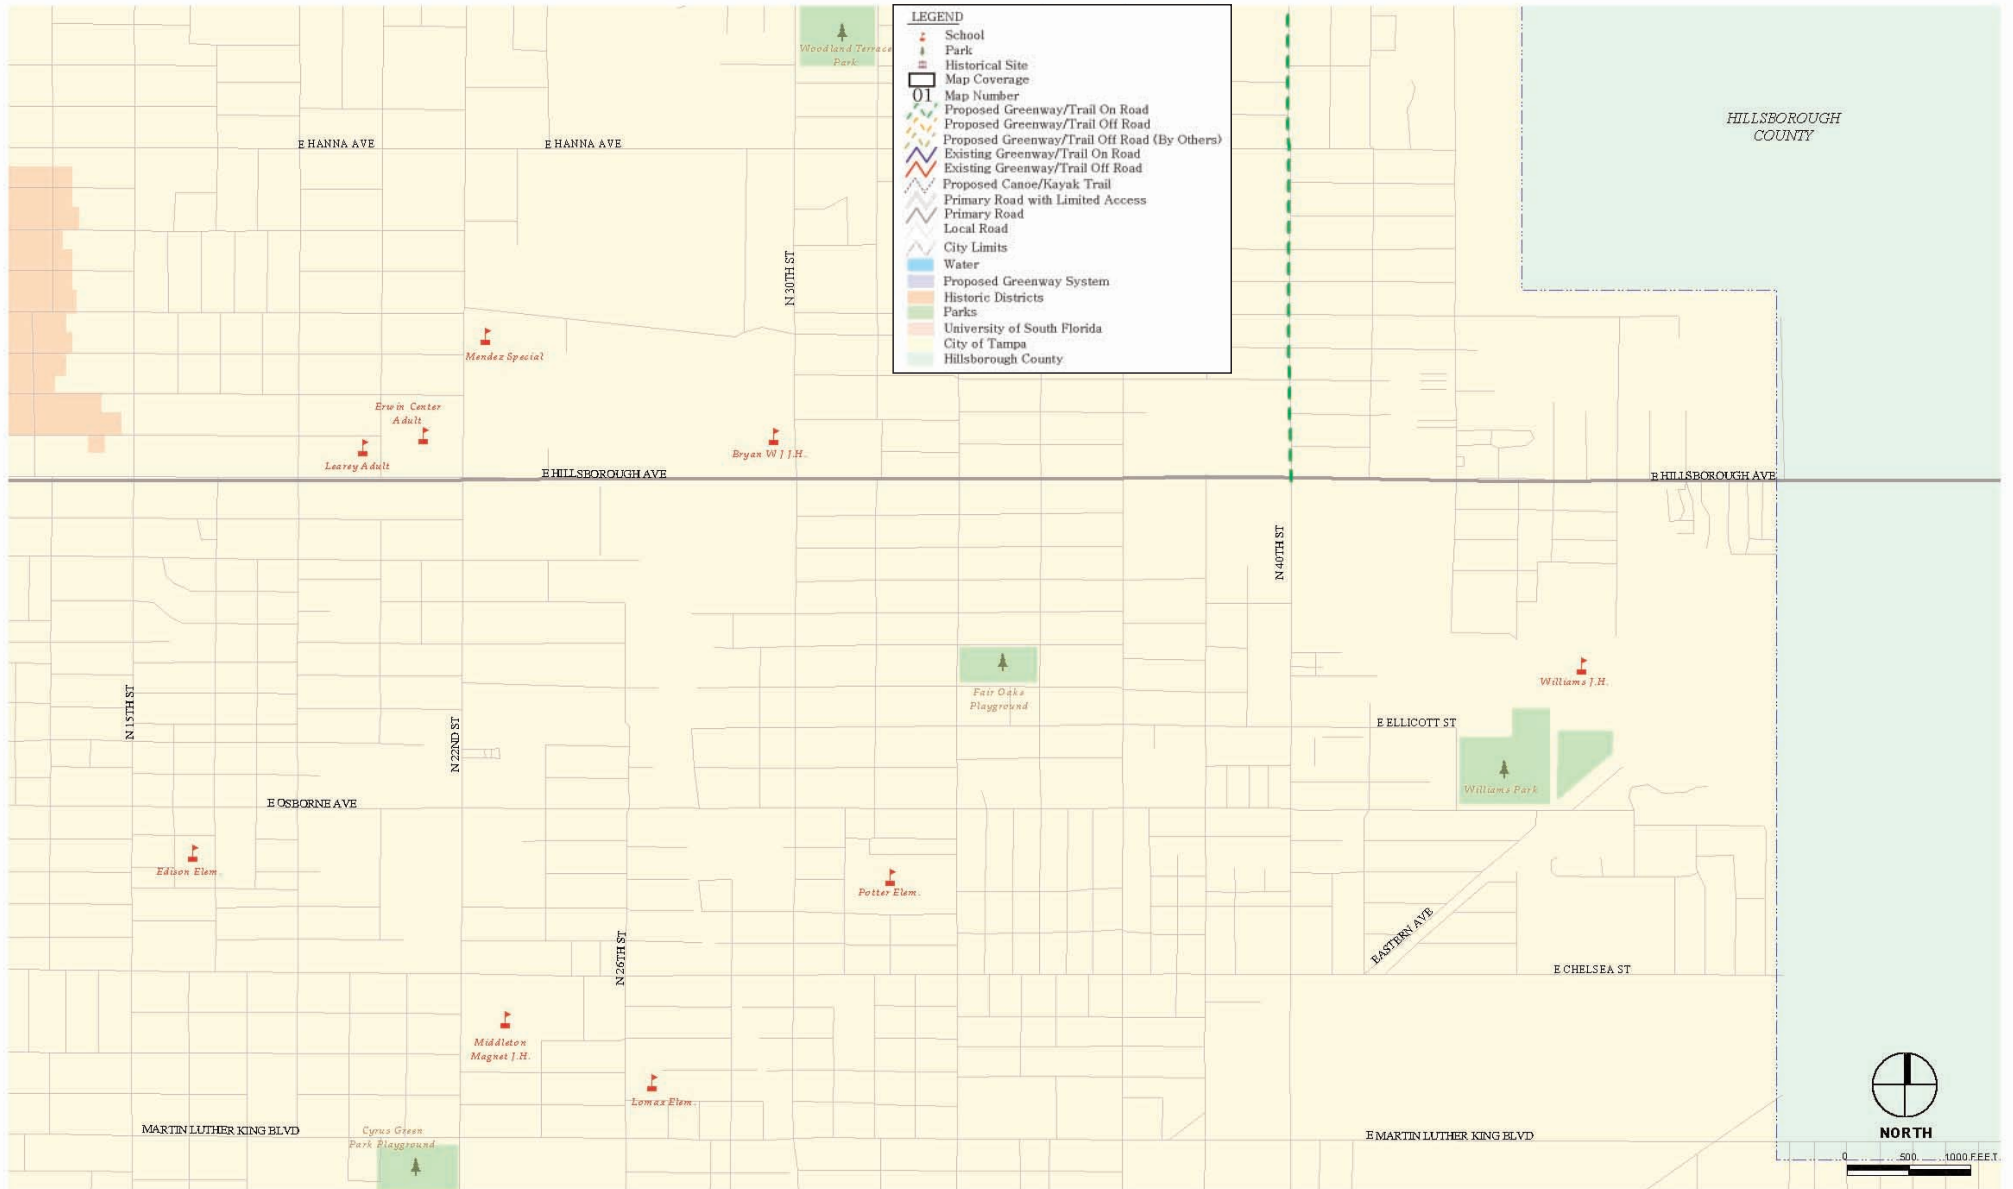 LEGEND
School
Park
Historical Site
Map Coverage
01 Map Number
Proposed Greenway/Trail On Road
Proposed Greenway/Trail Off Road
Proposed Greenway/Trail Off Road (By Others)
Existing Greenway/Trail On Road
Existing Greenway/Trail Off Road
Proposed Canoe/Kayak Trail
Primary Road with Limited Access
Primary Road
Local Road
City Limits
Water
Proposed Greenway System
Historic Districts
Parks
University of South Florida
City of Tampa
Hillsborough County
Woodland Terrace
Park
HILLSBOROUGH
COUNTY
E HANNA AVE
E HANNA AVE
N 30TH ST
Mendez Special
Erwin Center
Adult
Learey Adult
Bryan W J J.H.
E HILLSBOROUGH AVE
E HILLSBOROUGH AVE
N 40TH ST
N 15TH ST
N 22ND ST
Fair Oaks
Playground
Williams J.H.
E ELLICOTT ST
Williams Park
E OSBORNE AVE
Edison Elem.
Potter Elem.
N 26TH ST
EASTERN AVE
E CHELSEA ST
Middleton
Magnet J.H.
Lomax Elem.
MARTIN LUTHER KING BLVD
Cyrus Green
Park Playground
E MARTIN LUTHER KING BLVD
NORTH
0 500 1000 FEET